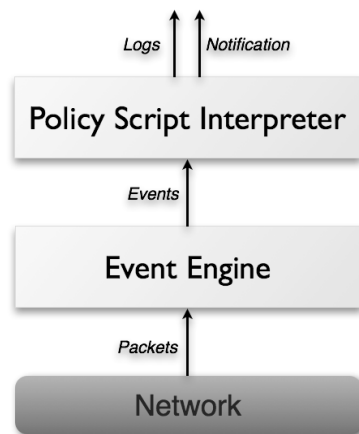 Logs Notification
Policy Script Interpreter
Events
Event Engine
Packets
Network